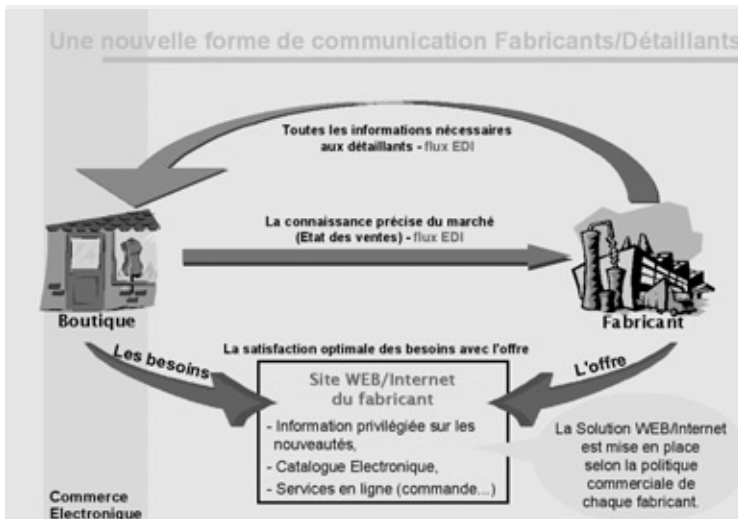 Une nouvelle forme de communication Fabricants/Détaillants
Toutes les informations nécessaires
aux détaillants - flux EDI
La connaissance précise du marché
(Etat des ventes) - flux EDI
Boutique
Fabricant
Les besoins
La satisfaction optimale des besoins avec l'offre
L'offre
Site WEB/Internet
du fabricant
- Information privilégiée sur les
nouveautés,
- Catalogue Electronique,
- Services en ligne (commande...)
La Solution WEB/Internet
est mise en place
selon la politique
commerciale de
chaque fabricant.
Commerce
Electronique